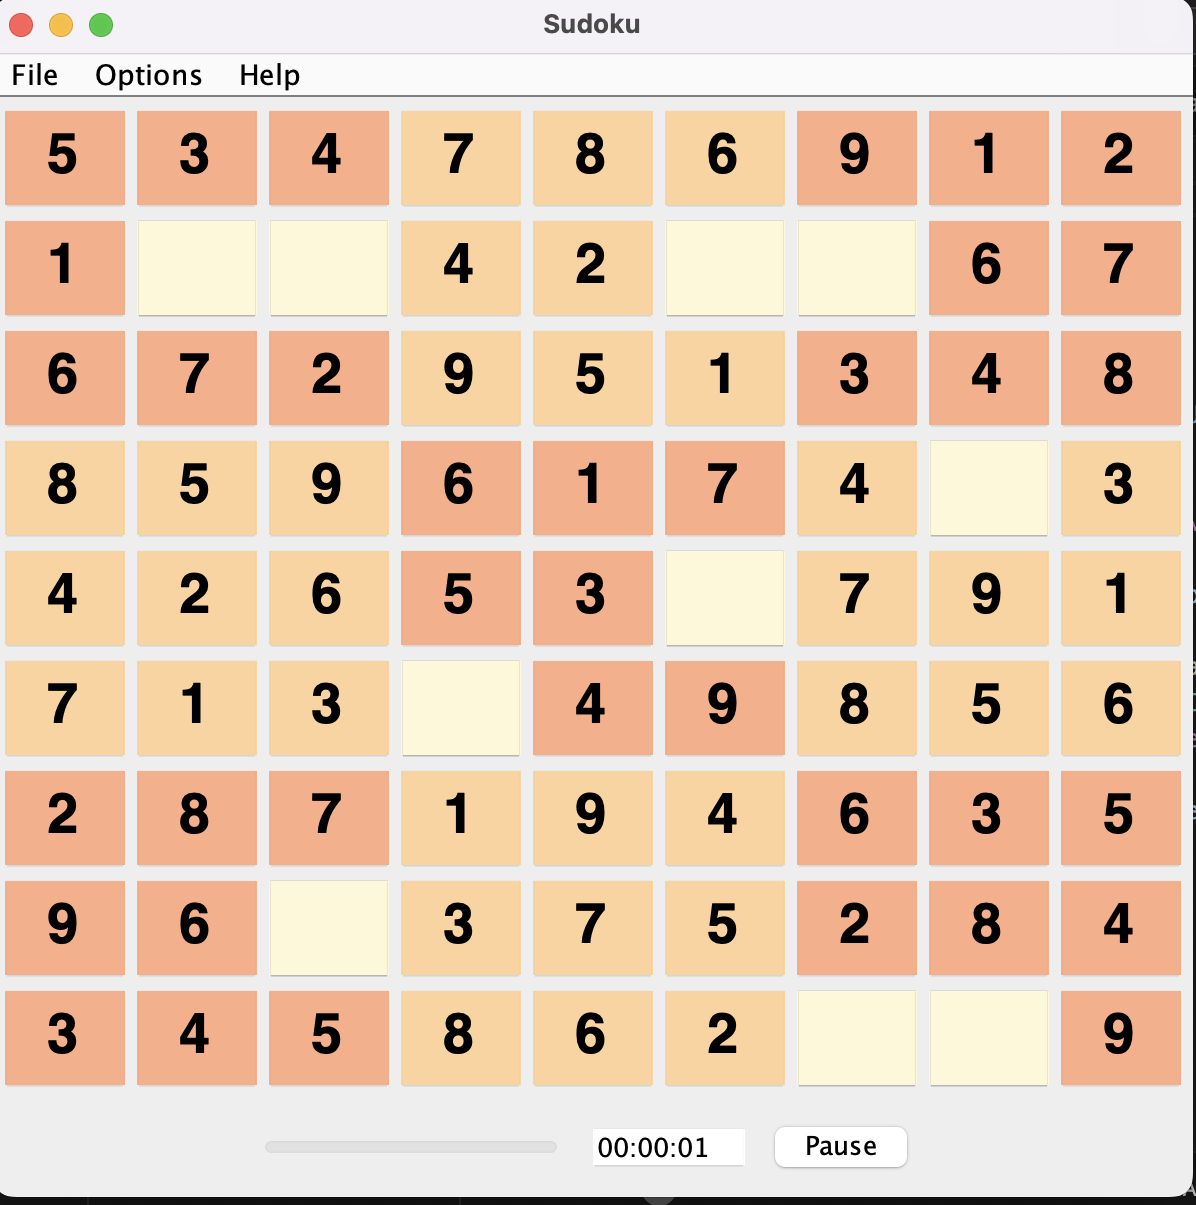 Sudoku
File Options Help
5 3 4 7 8 6 9 1 2
1 4 2 6 7
6 7 2 9 5 1 3 4 8
8 5 9 6 1 7 4 3
4 2 6 5 3 7 9 1
7 1 3 4 9 8 5 6
2 8 7 1 9 4 6 3 5
9 6 3 7 5 2 8 4
3 4 5 8 6 2 9
00:00:01 Pause